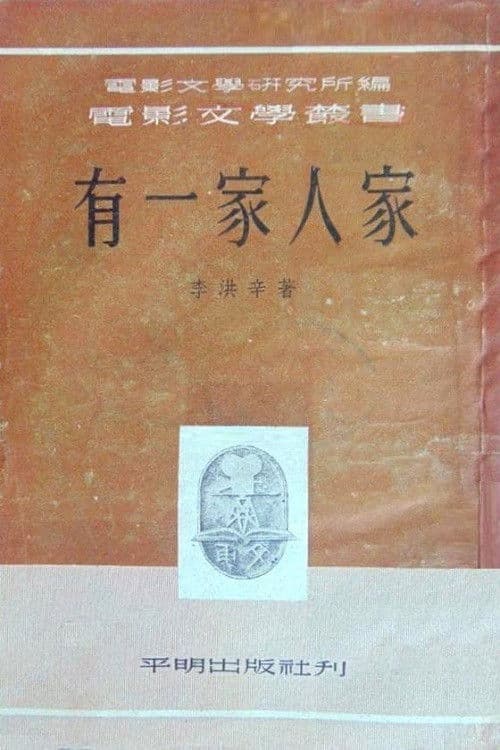 電影文學研究所編
電影文學叢書
有一家人家
李洪辛著
平明出版社刋